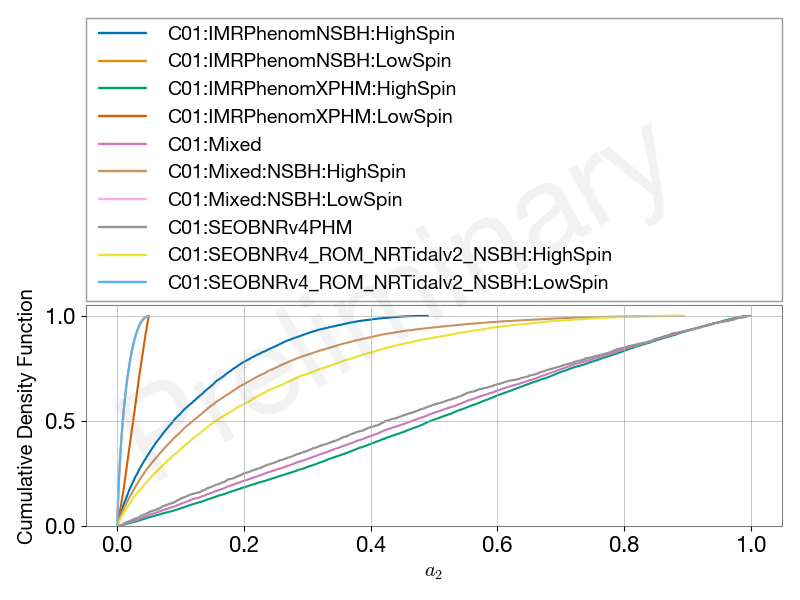 C01:IMRPhenomNSBH:HighSpin
C01:IMRPhenomNSBH:LowSpin
C01:IMRPhenomXPHM:HighSpin
C01:IMRPhenomXPHM:LowSpin
C01:Mixed
C01:Mixed:NSBH:HighSpin
C01:Mixed:NSBH:LowSpin
C01:SEOBNRv4PHM
C01:SEOBNRv4_ROM_NRTidalv2_NSBH:HighSpin
C01:SEOBNRv4_ROM_NRTidalv2_NSBH:LowSpin
Preliminary
Cumulative Density Function
1.0
0.5
0.0
0.0 0.2 0.4 0.6 0.8 1.0
a₂